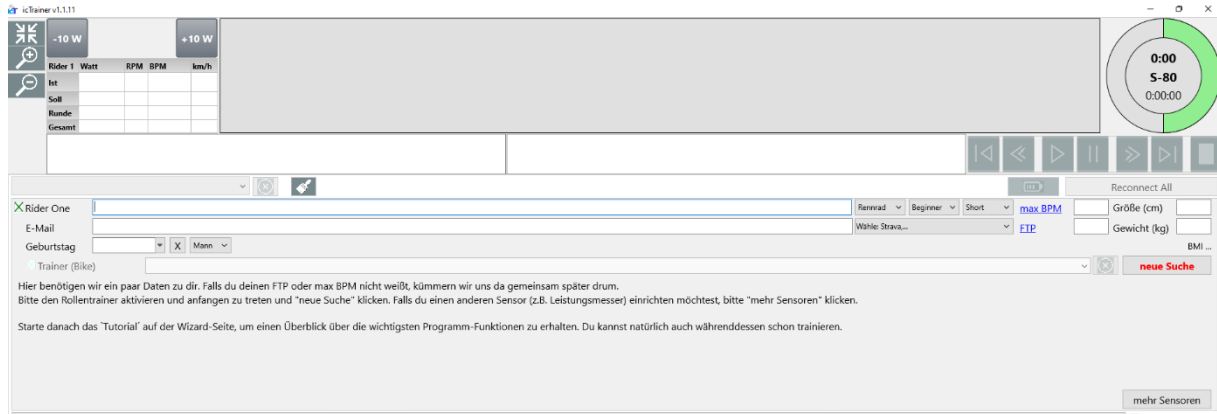 icTrainer v1.1.11
-10 W +10 W
Rider 1 Watt RPM BPM km/h
Ist
Soll
Runde
Gesamt
0:00
S-80
0:00:00
Reconnect All
Rider One Rennrad Beginner Short max BPM Größe (cm)
E-Mail Wähle: Strava,... FTP Gewicht (kg)
Geburtstag X Mann BMI ...
Trainer (Bike) neue Suche
Hier benötigen wir ein paar Daten zu dir. Falls du deinen FTP oder max BPM nicht weißt, kümmern wir uns da gemeinsam später drum.
Bitte den Rollentrainer aktivieren und anfangen zu treten und "neue Suche" klicken. Falls du einen anderen Sensor (z.B. Leistungsmesser) einrichten möchtest, bitte "mehr Sensoren" klicken.
Starte danach das `Tutorial´ auf der Wizard-Seite, um einen Überblick über die wichtigsten Programm-Funktionen zu erhalten. Du kannst natürlich auch währenddessen schon trainieren.
mehr Sensoren